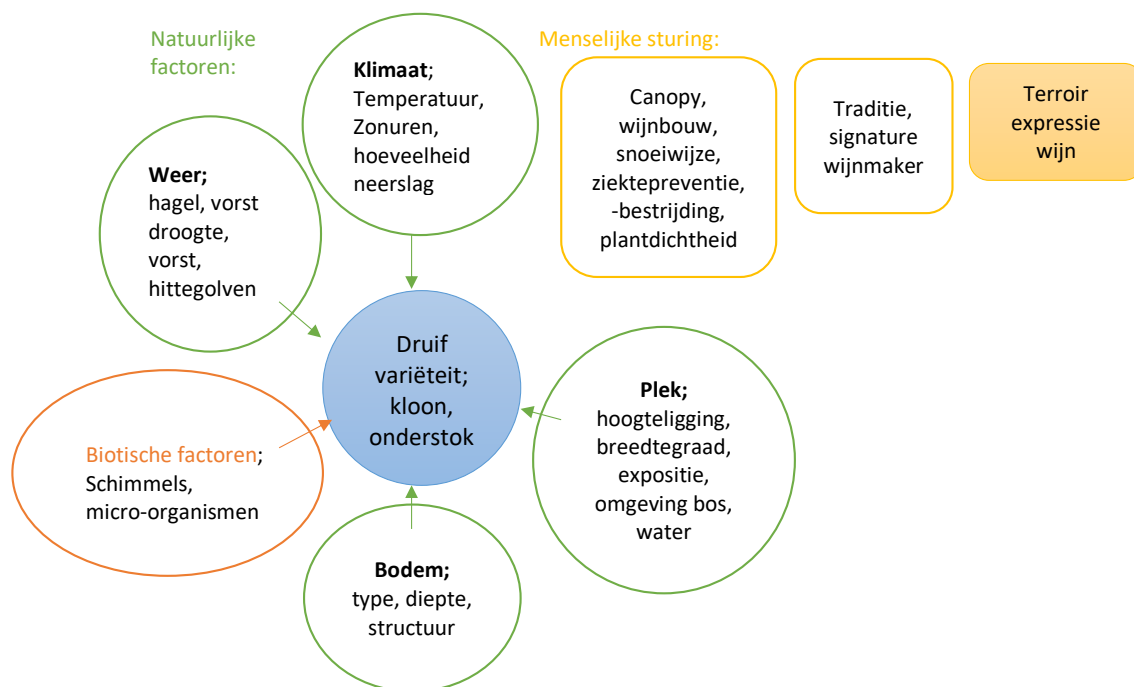 Natuurlijke
factoren:
Klimaat;
Temperatuur,
Zonuren,
hoeveelheid
neerslag
Menselijke sturing:
Canopy,
wijnbouw,
snoeiwijze,
ziektepreventie,
-bestrijding,
plantdichtheid
Traditie,
signature
wijnmaker
Terroir
expressie
wijn
Weer;
hagel, vorst
droogte,
vorst,
hittegolven
Druif
variëteit;
kloon,
onderstok
Plek;
hoogteligging,
breedtegraad,
expositie,
omgeving bos,
water
Biotische factoren;
Schimmels,
micro-organismen
Bodem;
type, diepte,
structuur